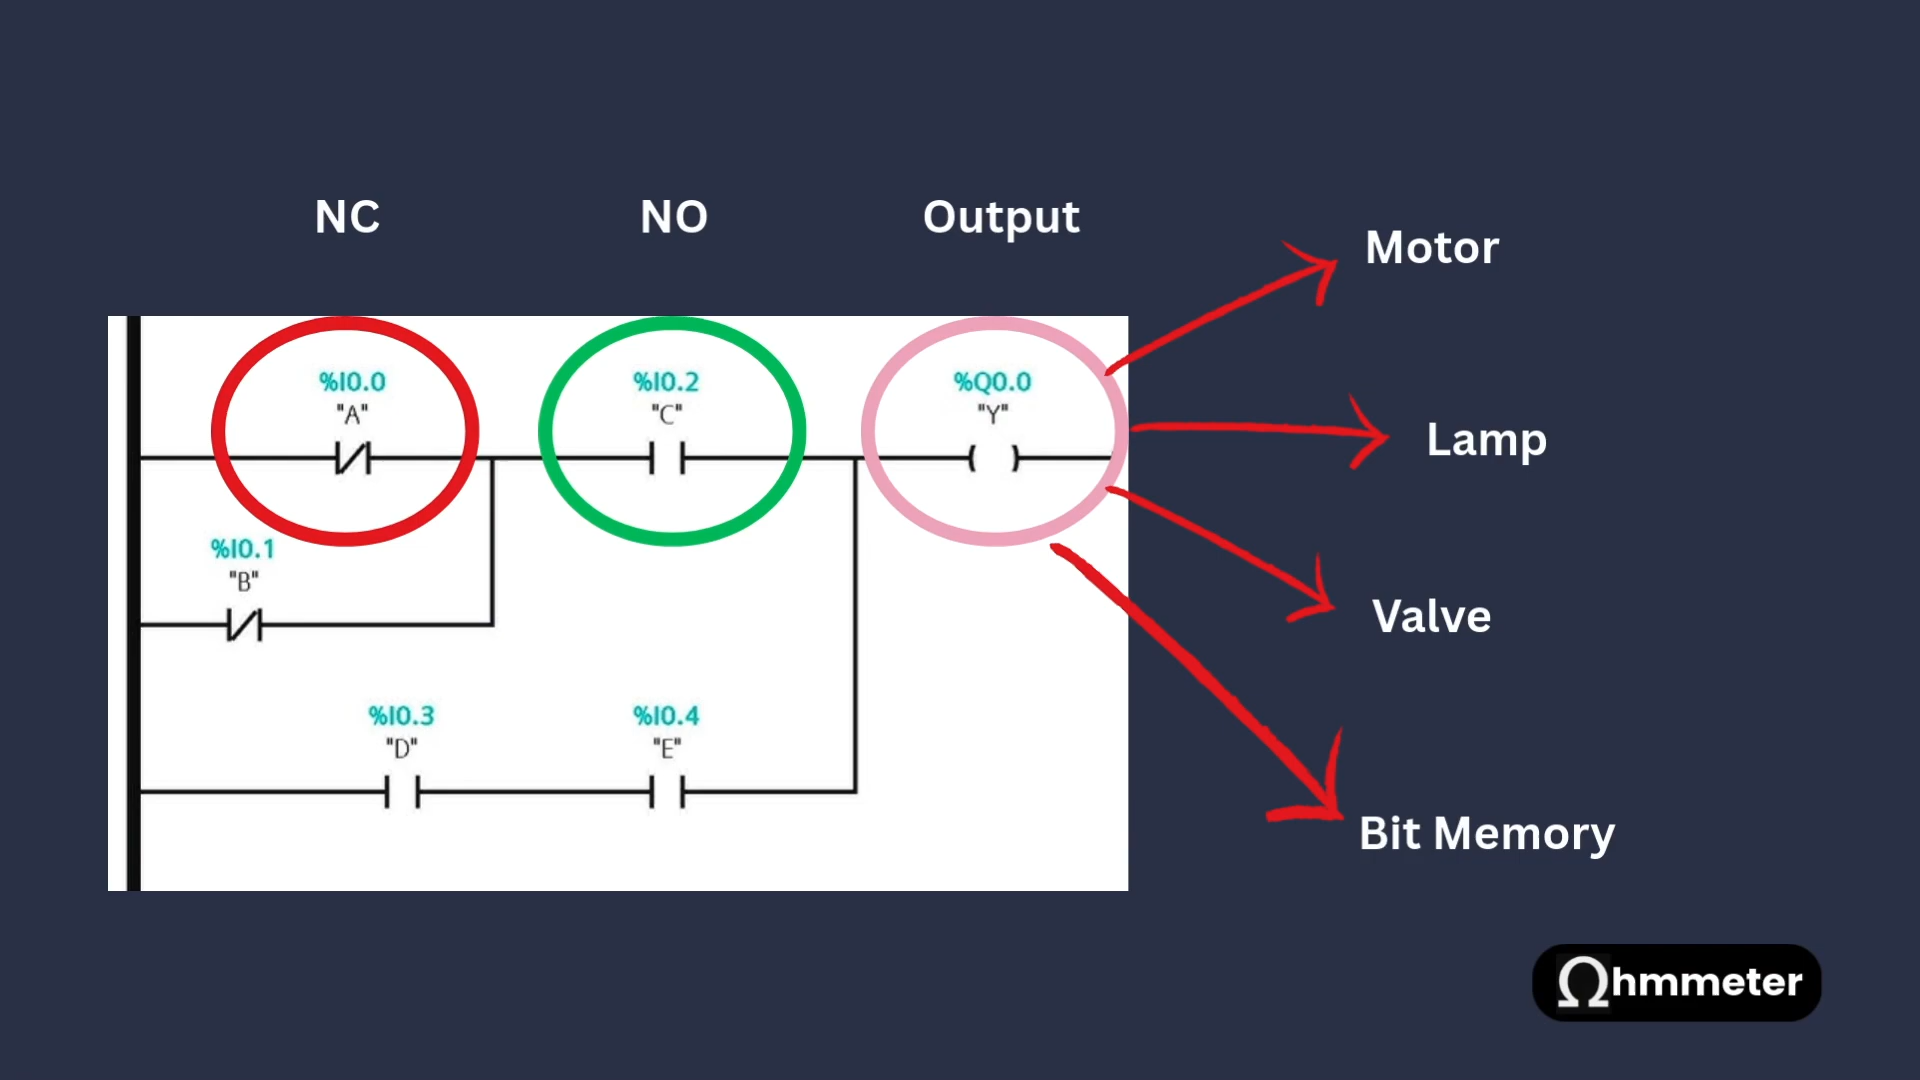 NC
NO
Output
Motor
Lamp
Valve
Bit Memory
%I0.0
"A"
%I0.2
"C"
%Q0.0
"Y"
%I0.1
"B"
%I0.3
"D"
%I0.4
"E"
Ωhmmeter